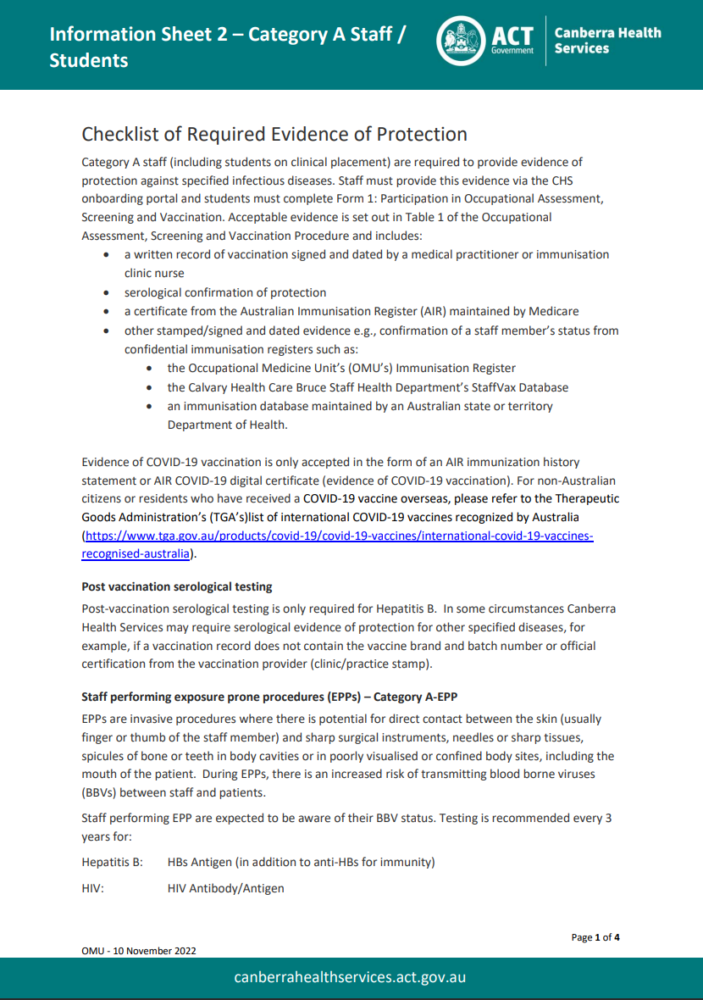 Information Sheet 2 – Category A Staff /
Students
ACT
Government
Canberra Health
Services
Checklist of Required Evidence of Protection
Category A staff (including students on clinical placement) are required to provide evidence of
protection against specified infectious diseases. Staff must provide this evidence via the CHS
onboarding portal and students must complete Form 1: Participation in Occupational Assessment,
Screening and Vaccination. Acceptable evidence is set out in Table 1 of the Occupational
Assessment, Screening and Vaccination Procedure and includes:
• a written record of vaccination signed and dated by a medical practitioner or immunisation
clinic nurse
• serological confirmation of protection
• a certificate from the Australian Immunisation Register (AIR) maintained by Medicare
• other stamped/signed and dated evidence e.g., confirmation of a staff member's status from
confidential immunisation registers such as:
• the Occupational Medicine Unit's (OMU's) Immunisation Register
• the Calvary Health Care Bruce Staff Health Department's StaffVax Database
• an immunisation database maintained by an Australian state or territory
Department of Health.
Evidence of COVID-19 vaccination is only accepted in the form of an AIR immunization history
statement or AIR COVID-19 digital certificate (evidence of COVID-19 vaccination). For non-Australian
citizens or residents who have received a COVID-19 vaccine overseas, please refer to the Therapeutic
Goods Administration's (TGA's)list of international COVID-19 vaccines recognized by Australia
(https://www.tga.gov.au/products/covid-19/covid-19-vaccines/international-covid-19-vaccines-
recognised-australia).
Post vaccination serological testing
Post-vaccination serological testing is only required for Hepatitis B.  In some circumstances Canberra
Health Services may require serological evidence of protection for other specified diseases, for
example, if a vaccination record does not contain the vaccine brand and batch number or official
certification from the vaccination provider (clinic/practice stamp).
Staff performing exposure prone procedures (EPPs) – Category A-EPP
EPPs are invasive procedures where there is potential for direct contact between the skin (usually
finger or thumb of the staff member) and sharp surgical instruments, needles or sharp tissues,
spicules of bone or teeth in body cavities or in poorly visualised or confined body sites, including the
mouth of the patient.  During EPPs, there is an increased risk of transmitting blood borne viruses
(BBVs) between staff and patients.
Staff performing EPP are expected to be aware of their BBV status. Testing is recommended every 3
years for:
Hepatitis B: HBs Antigen (in addition to anti-HBs for immunity)
HIV: HIV Antibody/Antigen
Page 1 of 4
OMU - 10 November 2022
canberrahealthservices.act.gov.au